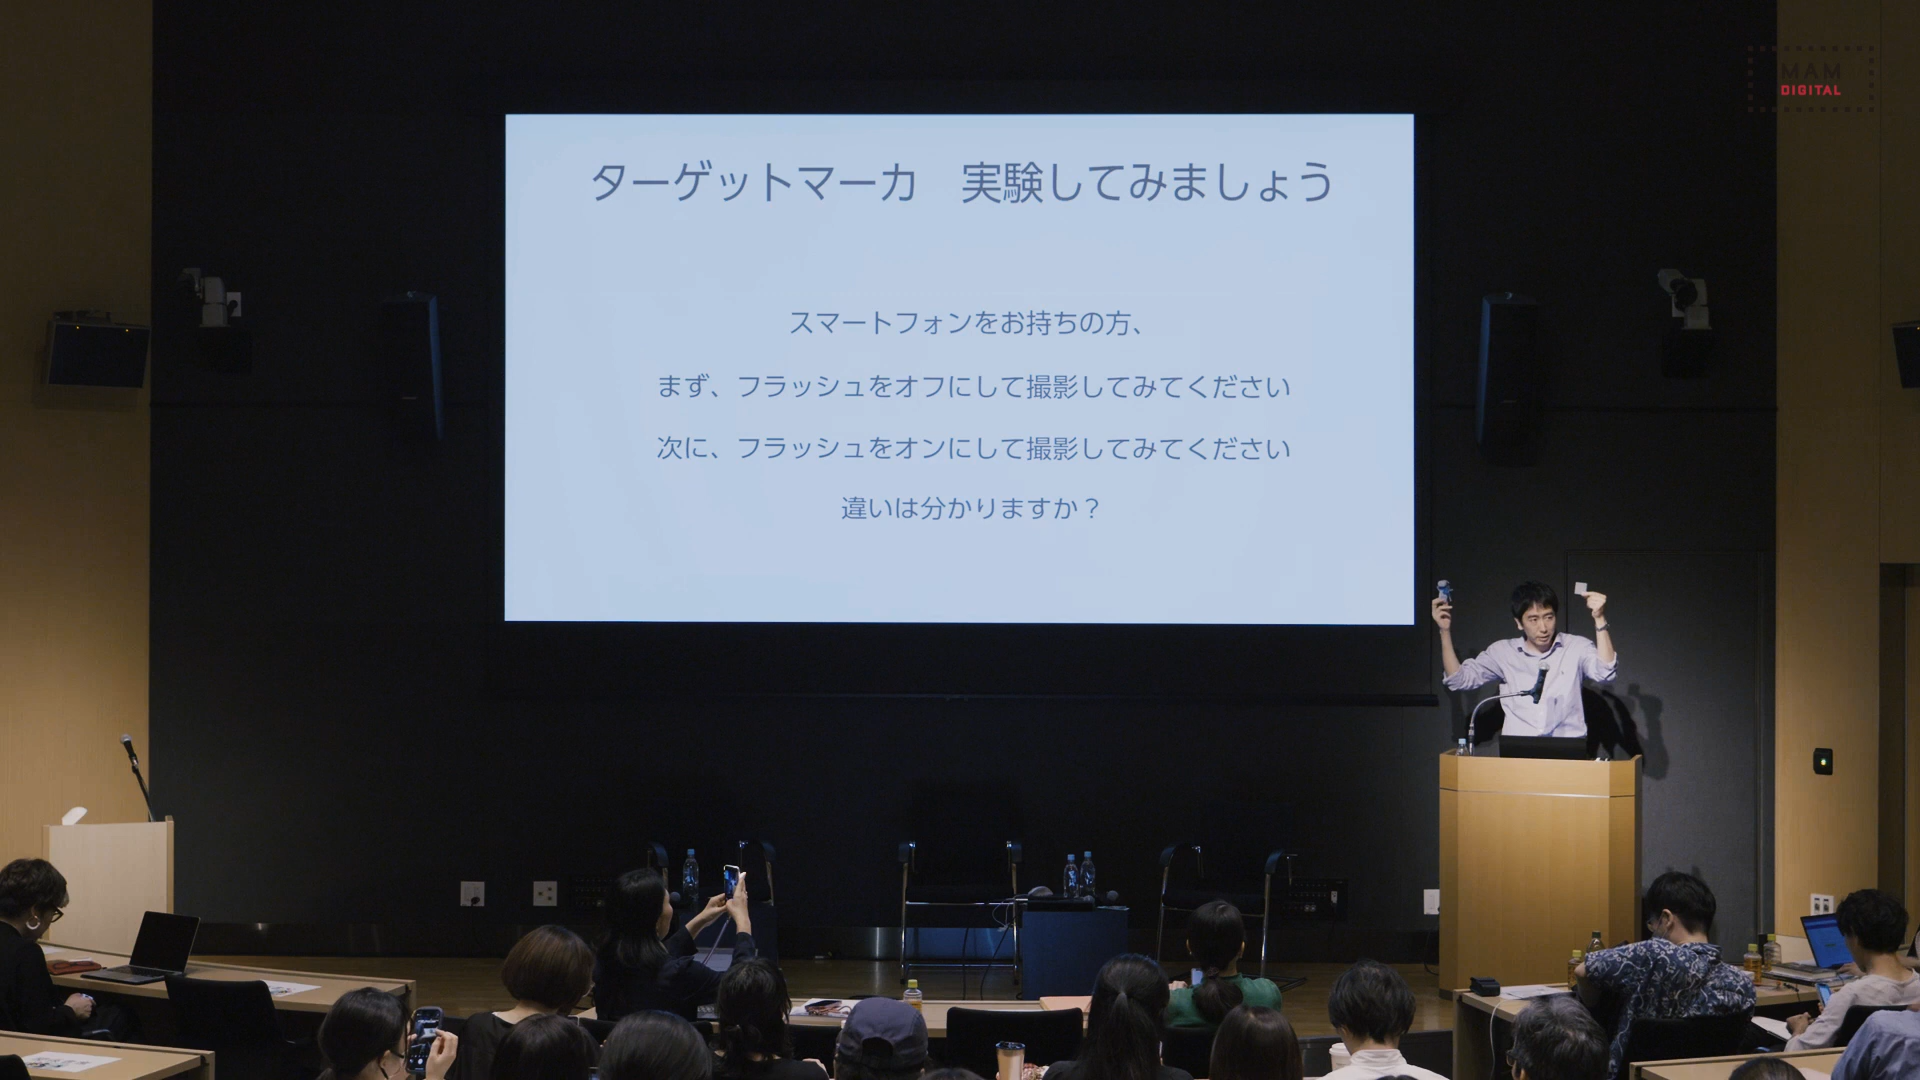 MAM
DIGITAL
ターゲットマーカ　実験してみましょう
スマートフォンをお持ちの方、
まず、フラッシュをオフにして撮影してみてください
次に、フラッシュをオンにして撮影してみてください
違いは分かりますか？